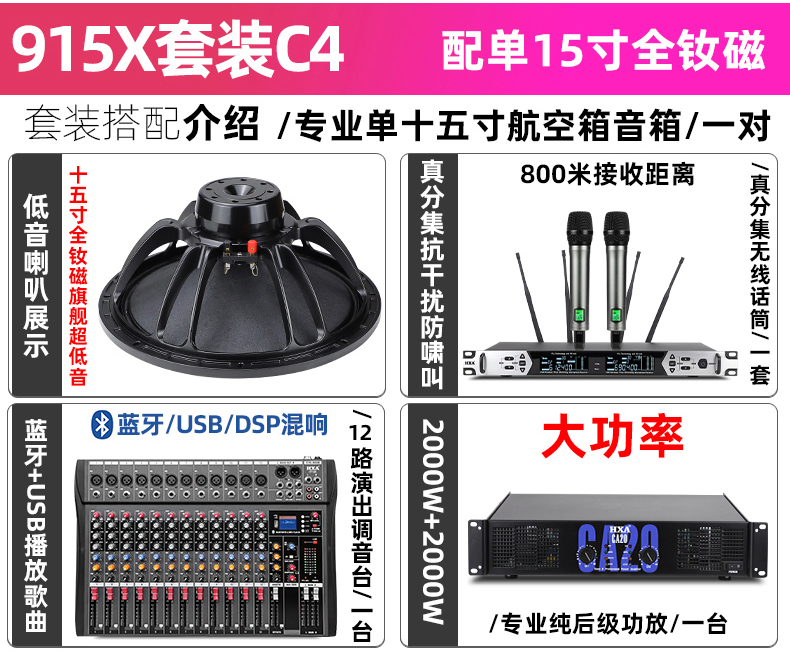 915X套装C4
配单15寸全钕磁
套装搭配介绍 /专业单十五寸航空箱音箱/一对
低音喇叭展示
十五寸全钕磁旗舰超低音
真分集抗干扰防啸叫
800米接收距离
/真分集无线话筒/一套
HXA
蓝牙+USB播放歌曲
蓝牙/USB/DSP混响
/12路演出调音台/一台
HXA
2000W+2000W
大功率
HXA
CA20
CA20
/专业纯后级功放/一台